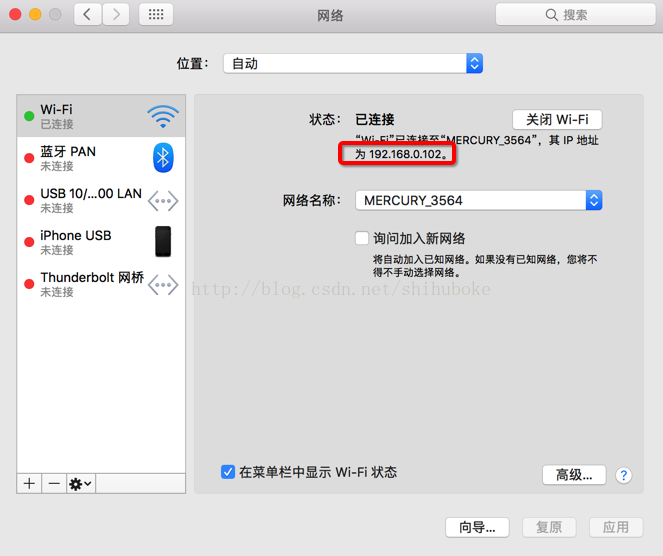 网络
搜索
位置：
自动
Wi-Fi
已连接
蓝牙 PAN
未连接
USB 10/...00 LAN
未连接
iPhone USB
未连接
Thunderbolt 网桥
未连接
状态：
已连接
关闭 Wi-Fi
“Wi-Fi”已连接至“MERCURY_3564”，其 IP 地址
为 192.168.0.102。
网络名称：
MERCURY_3564
询问加入新网络
将自动加入已知网络。如果没有已知网络，您将不
得不手动选择网络。
http://blog.csdn.net/shihuboke
在菜单栏中显示 Wi-Fi 状态
高级...
?
向导...
复原
应用